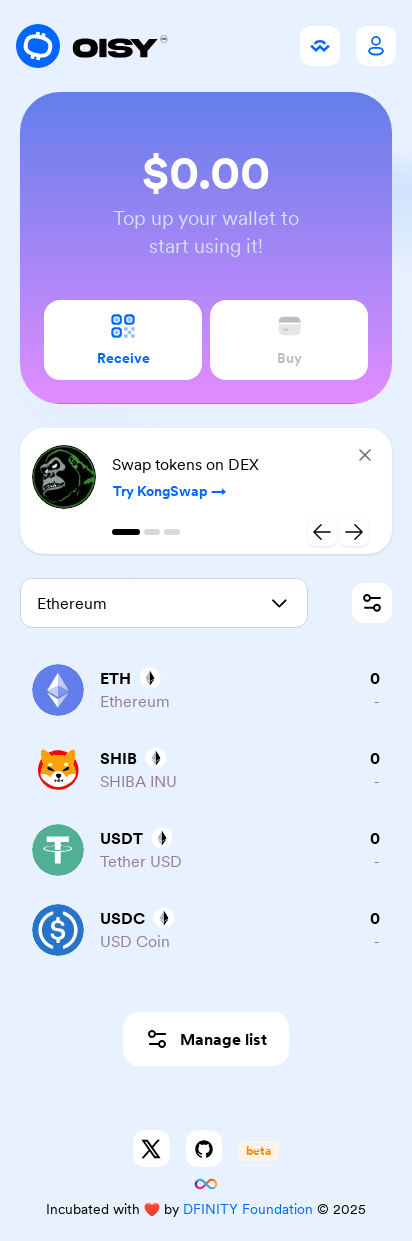 OISY
$0.00
Top up your wallet to
start using it!
Receive
Buy
Swap tokens on DEX
Try KongSwap →
Ethereum
ETH
0
Ethereum
-
SHIB
0
SHIBA INU
-
USDT
0
Tether USD
-
USDC
0
USD Coin
-
Manage list
beta
Incubated with ❤️ by DFINITY Foundation © 2025